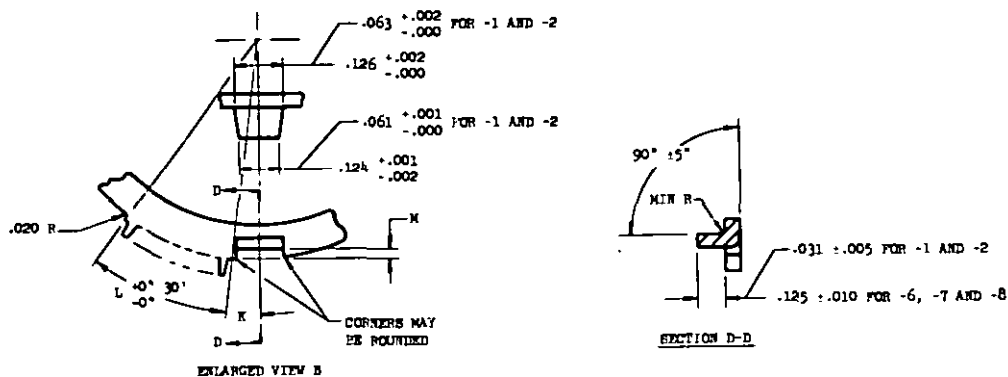 .063 +.002 -.000 FOR -1 AND -2
.126 +.002 -.000
.061 +.001 -.000 FOR -1 AND -2
.124 +.001 -.002
D
M
.020 R
L +0° 30' -0°
K
D
CORNERS MAY
BE ROUNDED
ENLARGED VIEW B
90° ±5°
MIN R
.031 ±.005 FOR -1 AND -2
.125 ±.010 FOR -6, -7 AND -8
SECTION D-D